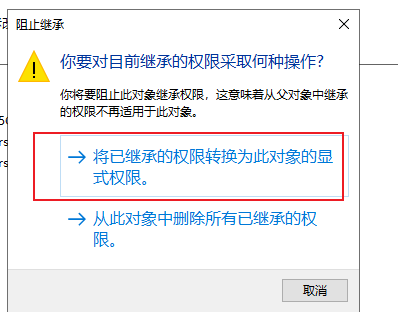 阻止继承
你要对目前继承的权限采取何种操作?
你将要阻止此对象继承权限，这意味着从父对象中继承
的权限不再适用于此对象。
将已继承的权限转换为此对象的显
式权限。
从此对象中删除所有已继承的权
限。
取消